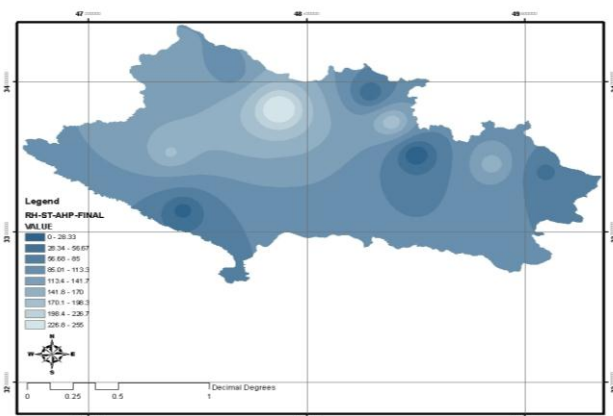 47 48 49
34
33
32
Legend
RH-ST-AHP-FINAL
VALUE
0 - 28.33
28.34 - 56.67
56.68 - 85
85.01 - 113.3
113.4 - 141.7
141.8 - 170
170.1 - 198.3
198.4 - 226.7
226.8 - 255
N
W E
S
Decimal Degrees
0 0.25 0.5 1